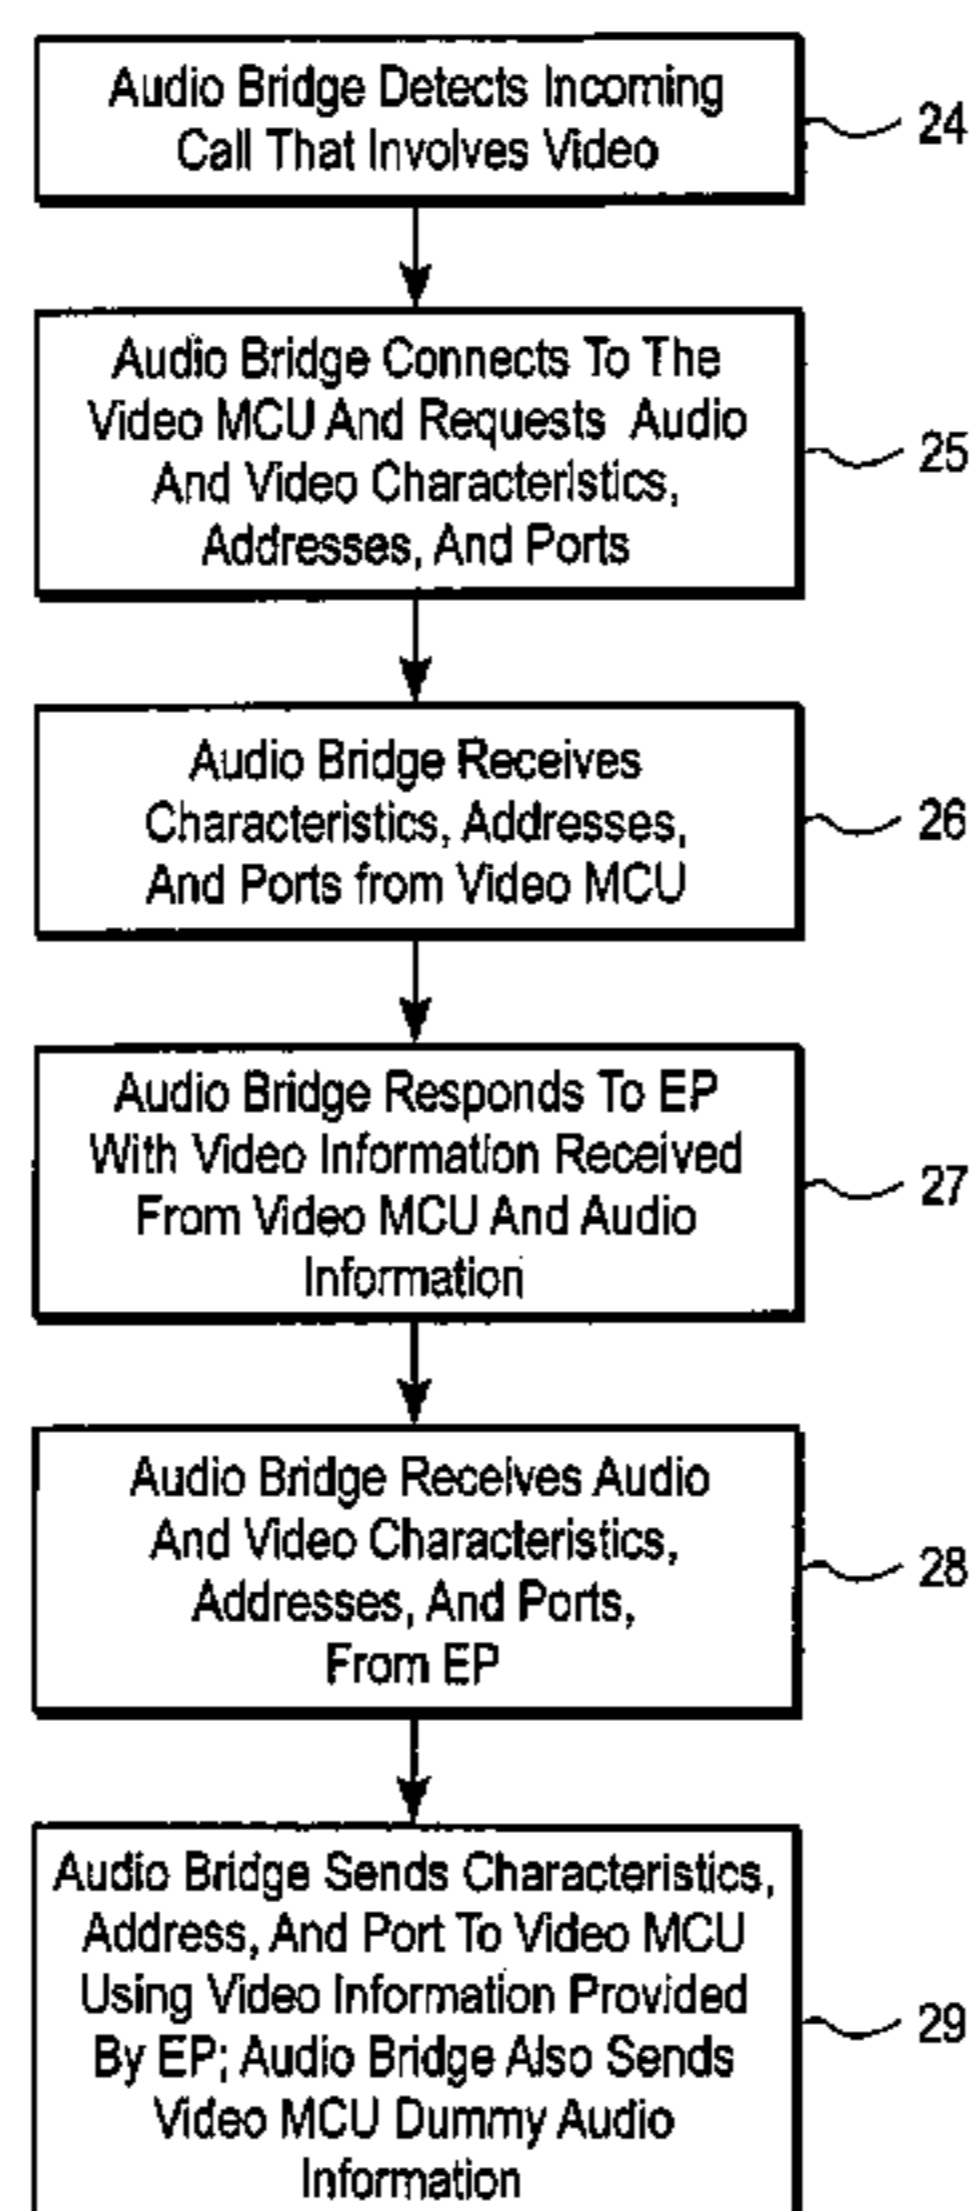 Audio Bridge Detects Incoming
Call That Involves Video
24
Audio Bridge Connects To The
Video MCU And Requests Audio
And Video Characteristics,
Addresses, And Ports
25
Audio Bridge Receives
Characteristics, Addresses,
And Ports from Video MCU
26
Audio Bridge Responds To EP
With Video Information Received
From Video MCU And Audio
Information
27
Audio Bridge Receives Audio
And Video Characteristics,
Addresses, And Ports,
From EP
28
Audio Bridge Sends Characteristics,
Address, And Port To Video MCU
Using Video Information Provided
By EP; Audio Bridge Also Sends
Video MCU Dummy Audio
Information
29